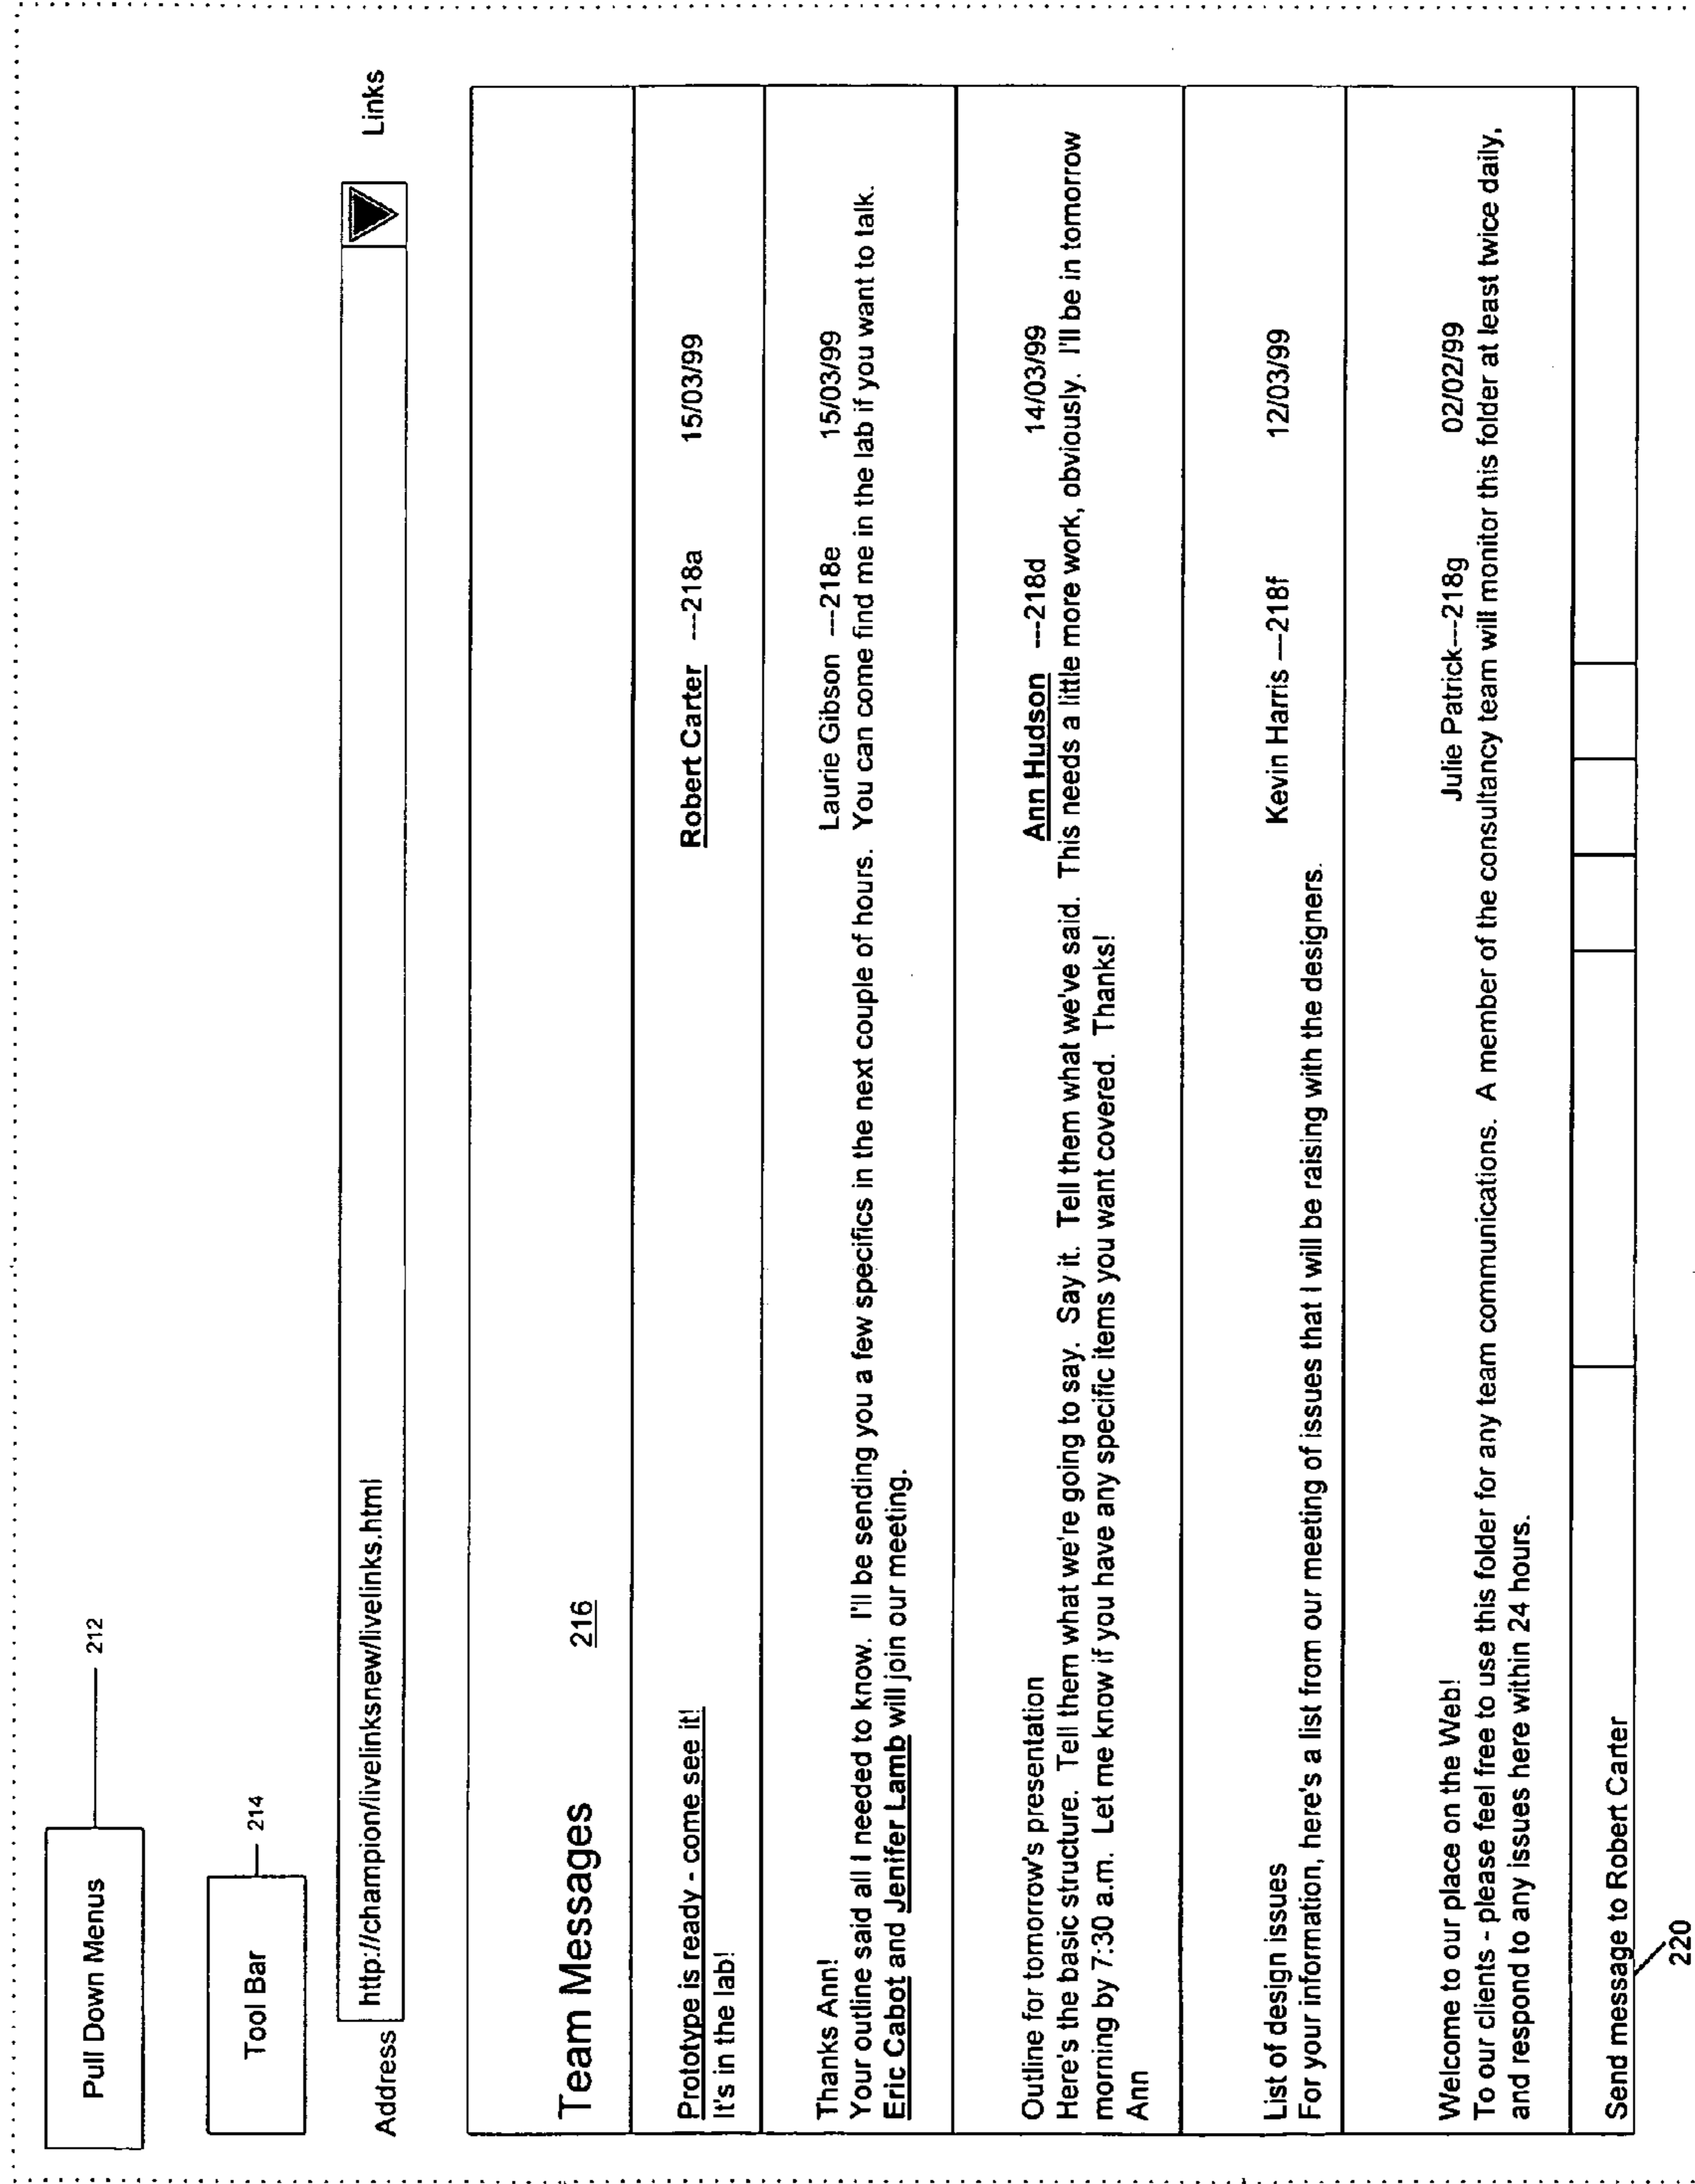 Pull Down Menus 212
Tool Bar 214
Address http://champion/livelinksnew/livelinks.html Links
Team Messages 216
Prototype is ready - come see it! Robert Carter ---218a 15/03/99
It's in the lab!
Thanks Ann! Laurie Gibson ---218e 15/03/99
Your outline said all I needed to know. I'll be sending you a few specifics in the next couple of hours. You can come find me in the lab if you want to talk.
Eric Cabot and Jenifer Lamb will join our meeting.
Outline for tomorrow's presentation Ann Hudson ---218d 14/03/99
Here's the basic structure. Tell them what we're going to say. Say it. Tell them what we've said. This needs a little more work, obviously. I'll be in tomorrow
morning by 7:30 a.m. Let me know if you have any specific items you want covered. Thanks!
Ann
List of design issues Kevin Harris ---218f 12/03/99
For your information, here's a list from our meeting of issues that I will be raising with the designers.
Welcome to our place on the Web! Julie Patrick---218g 02/02/99
To our clients - please feel free to use this folder for any team communications. A member of the consultancy team will monitor this folder at least twice daily,
and respond to any issues here within 24 hours.
Send message to Robert Carter
220